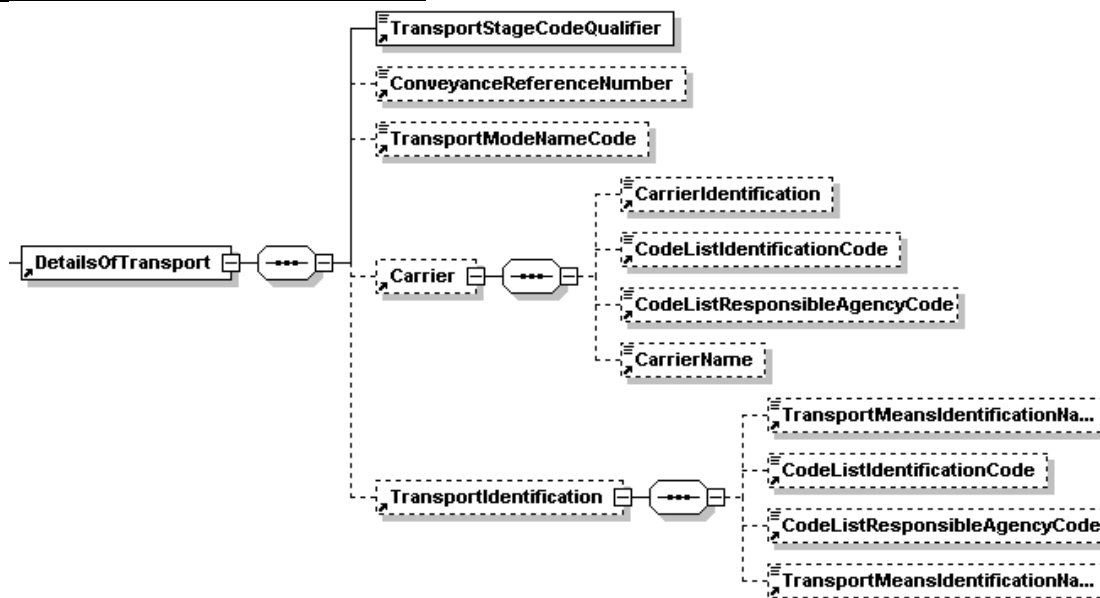 TransportStageCodeQualifier
ConveyanceReferenceNumber
TransportModeNameCode
CarrierIdentification
CodeListIdentificationCode
DetailsOfTransport
Carrier
CodeListResponsibleAgencyCode
CarrierName
TransportMeansIdentificationNa...
CodeListIdentificationCode
TransportIdentification
CodeListResponsibleAgencyCode
TransportMeansIdentificationNa...